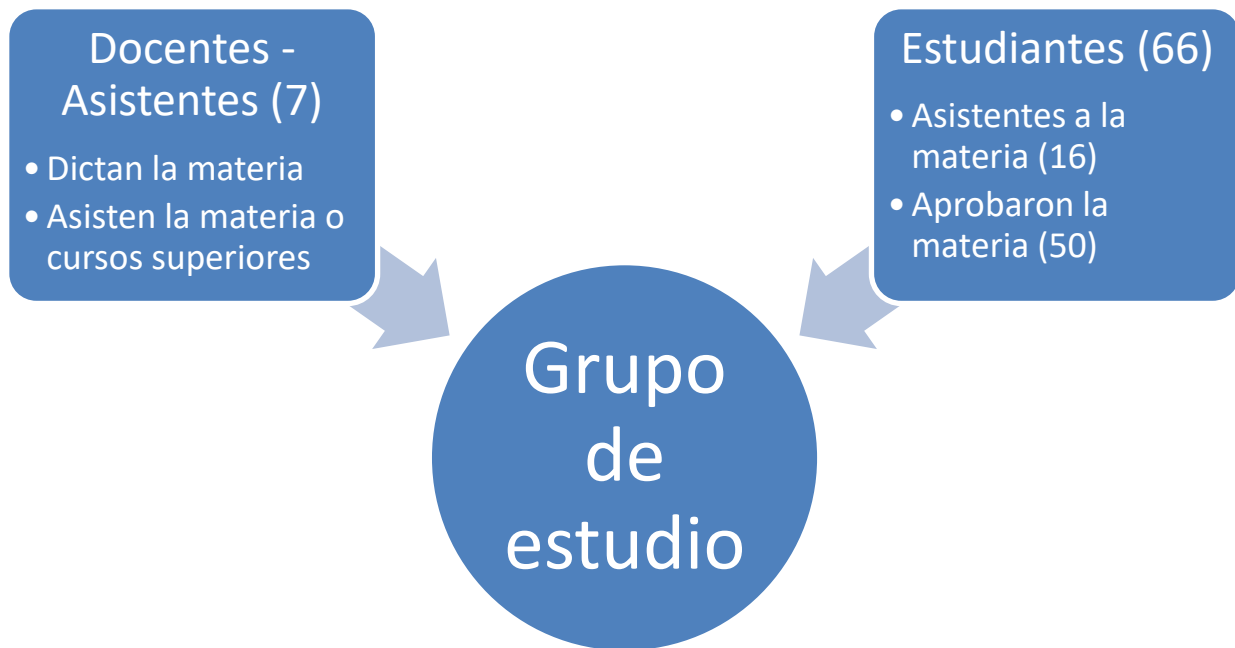 Docentes -
Asistentes (7)
• Dictan la materia
• Asisten la materia o
cursos superiores
Estudiantes (66)
• Asistentes a la
materia (16)
• Aprobaron la
materia (50)
Grupo
de
estudio